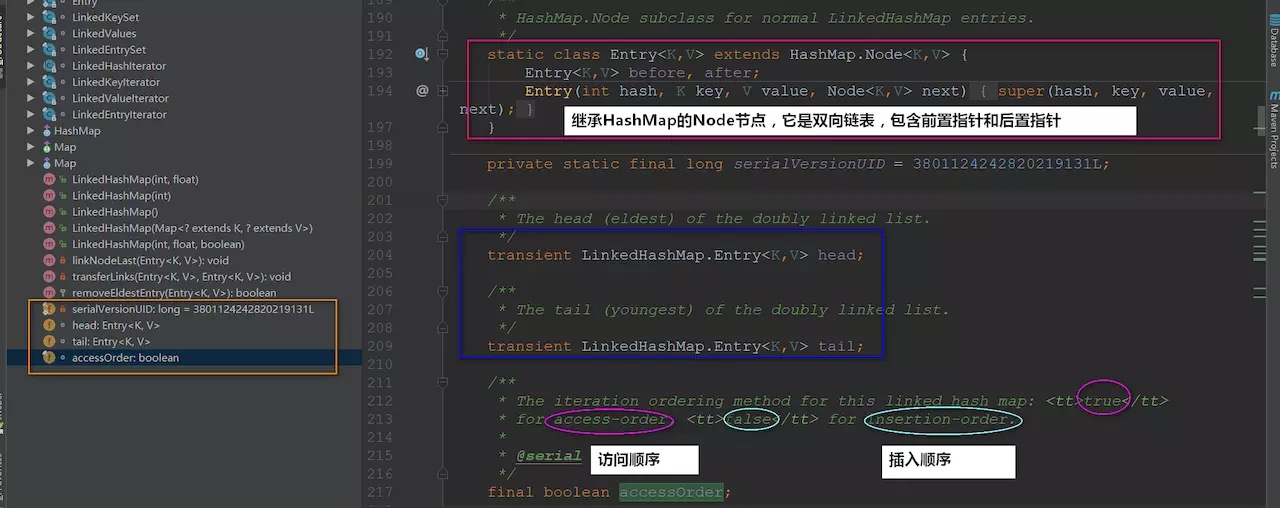 Entry
LinkedKeySet
LinkedValues
LinkedEntrySet
LinkedHashIterator
LinkedKeyIterator
LinkedValueIterator
LinkedEntryIterator
HashMap
Map
Map
LinkedHashMap(int, float)
LinkedHashMap(int)
LinkedHashMap()
LinkedHashMap(Map<? extends K, ? extends V>)
LinkedHashMap(int, float, boolean)
linkNodeLast(Entry<K, V>): void
transferLinks(Entry<K, V>, Entry<K, V>): void
removeEldestEntry(Entry<K, V>): boolean
serialVersionUID: long = 3801124242820219131L
head: Entry<K, V>
tail: Entry<K, V>
accessOrder: boolean
/**
190 * HashMap.Node subclass for normal LinkedHashMap entries.
191 */
192 static class Entry<K,V> extends HashMap.Node<K,V> {
193 Entry<K,V> before, after;
194 @ Entry(int hash, K key, V value, Node<K,V> next) { super(hash, key, value,
next); }
继承HashMap的Node节点，它是双向链表，包含前置指针和后置指针
197 }
198
199 private static final long serialVersionUID = 3801124242820219131L;
200
201 /**
202 * The head (eldest) of the doubly linked list.
203 */
204 transient LinkedHashMap.Entry<K,V> head;
205
206 /**
207 * The tail (youngest) of the doubly linked list.
208 */
209 transient LinkedHashMap.Entry<K,V> tail;
210
211 /**
212 * The iteration ordering method for this linked hash map: <tt>true</tt>
213 * for access-order, <tt>false</tt> for insertion-order.
214 *
215 * @serial
访问顺序
插入顺序
216 */
217 final boolean accessOrder;
Database
Maven Projects